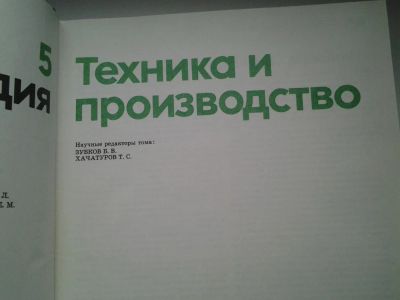 5
дия
Техника и
производство
Научные редакторы тома:
ЗУБКОВ Б. В.
ХАЧАТУРОВ Т. С.
Л.
М.